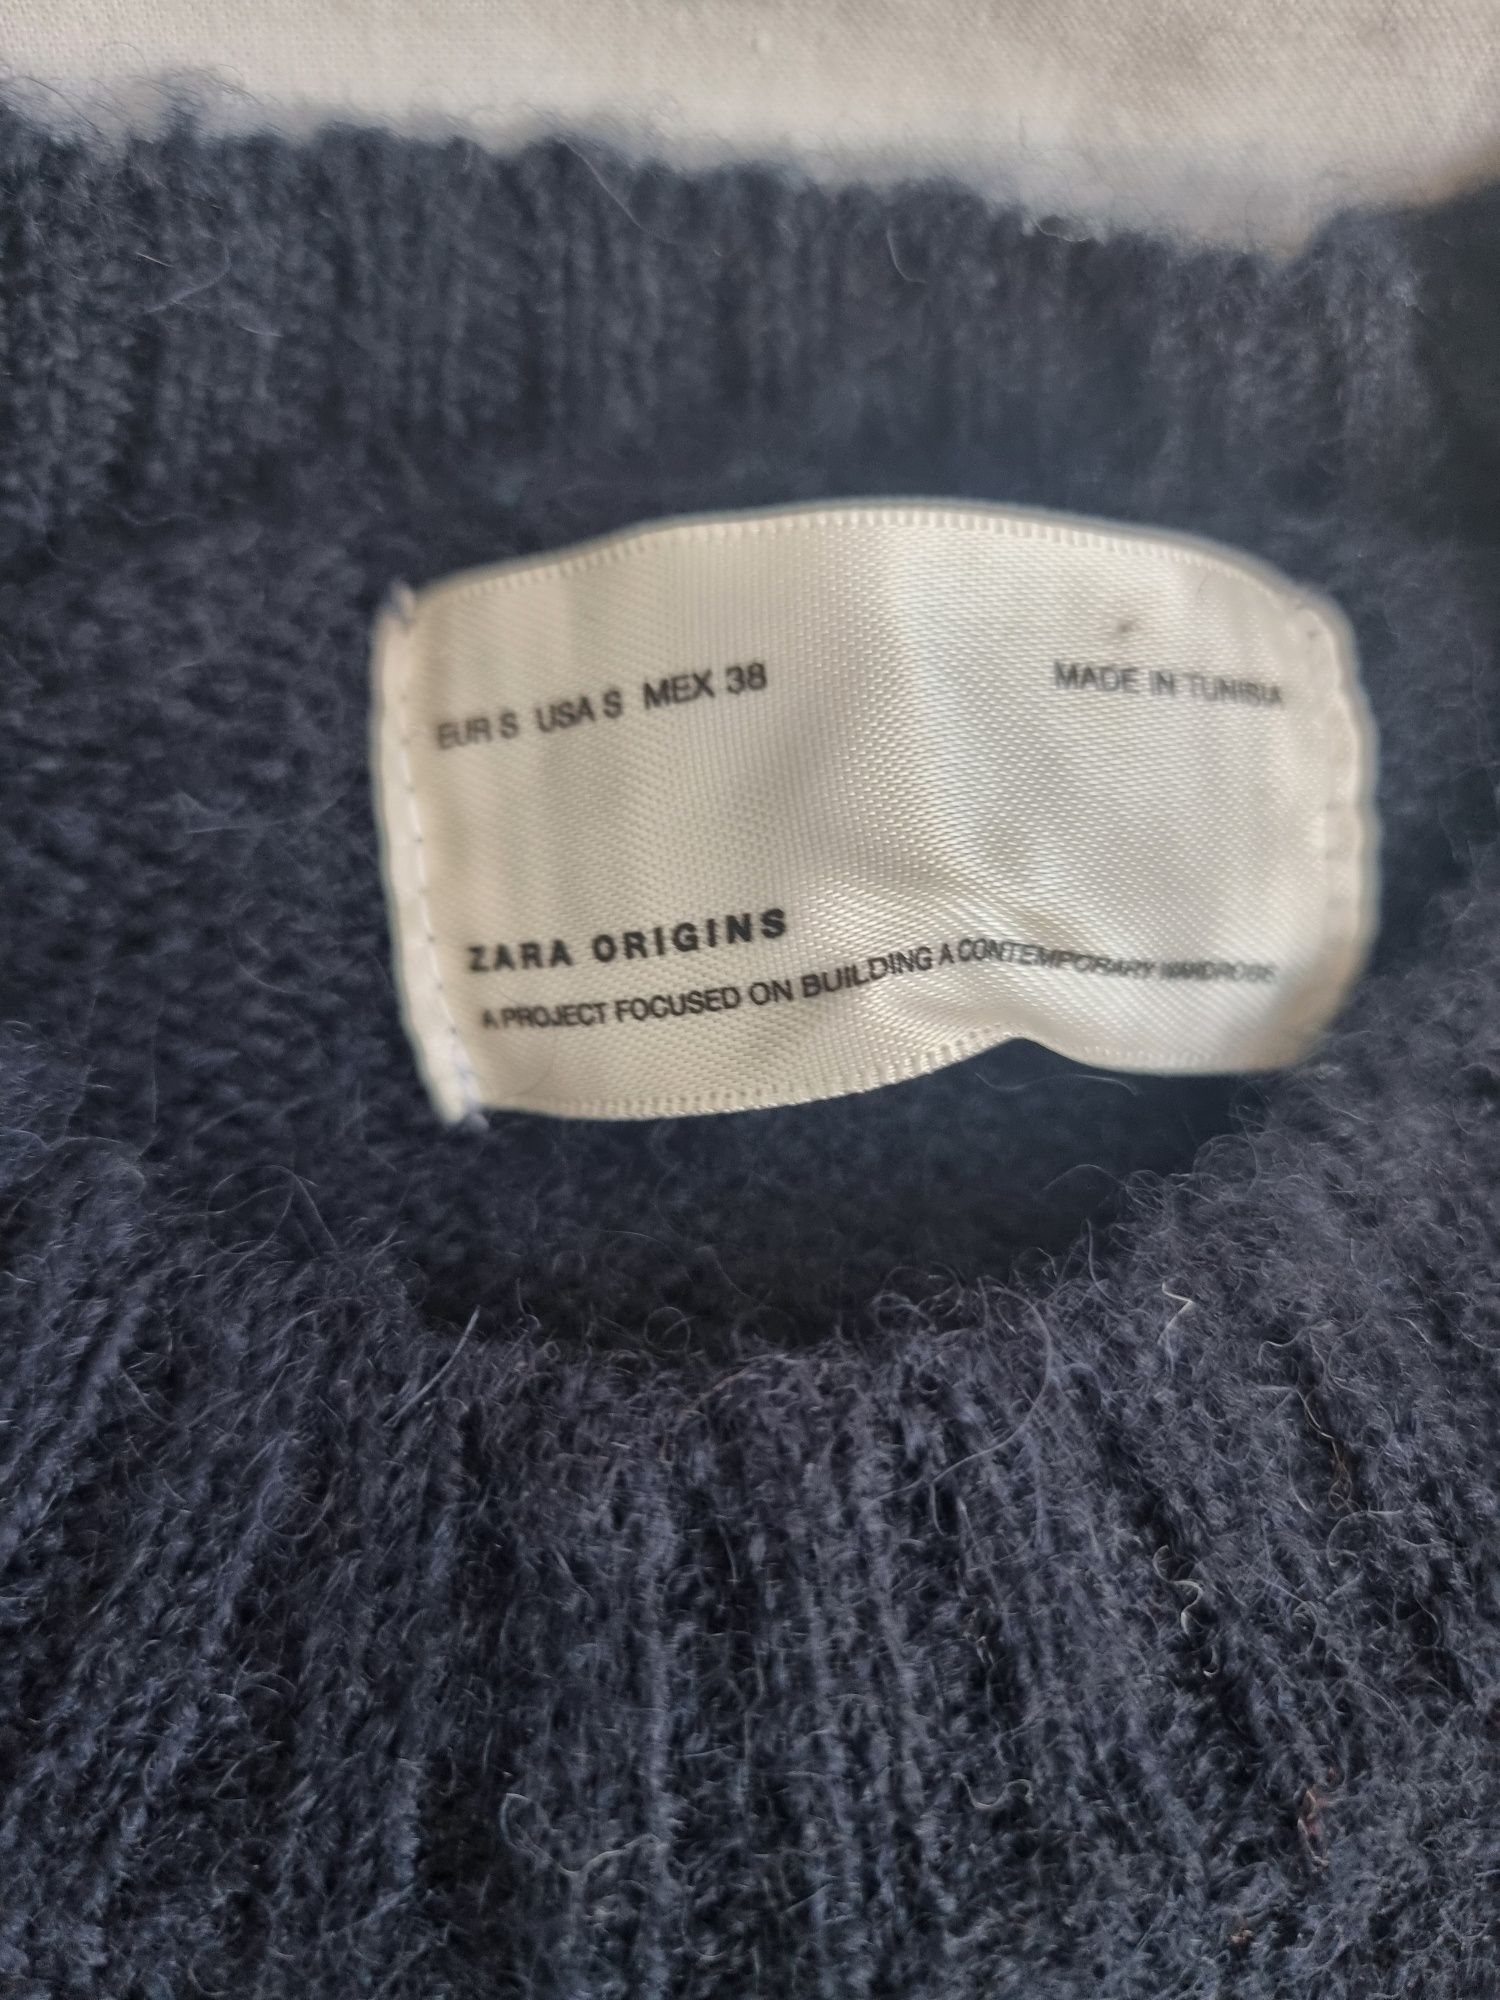 EUR S USA S MEX 38
MADE IN TUNISIA
ZARA ORIGINS
A PROJECT FOCUSED ON BUILDING A CONTEMPORARY WARDROBE